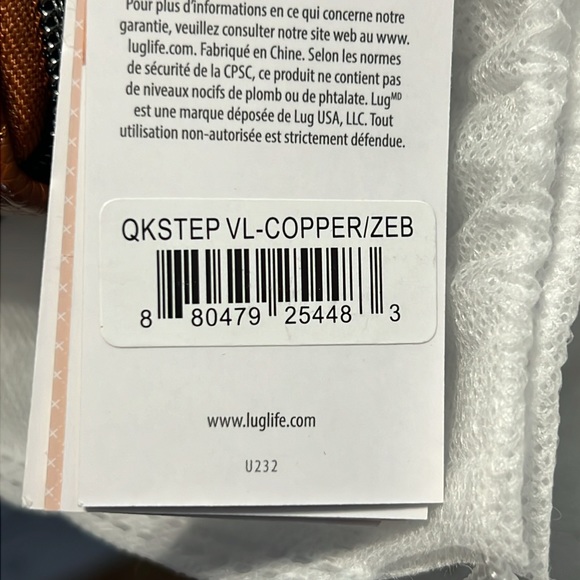 Pour plus d'informations en ce qui concerne notre
garantie, veuillez consulter notre site web au www.
luglife.com. Fabriqué en Chine. Selon les normes
de sécurité de la CPSC, ce produit ne contient pas
de niveaux nocifs de plomb ou de phtalate. Lug MD
est une marque déposée de Lug USA, LLC. Tout
utilisation non-autorisée est strictement défendue.
QKSTEP VL-COPPER/ZEB
8 80479 25448 3
www.luglife.com
U232